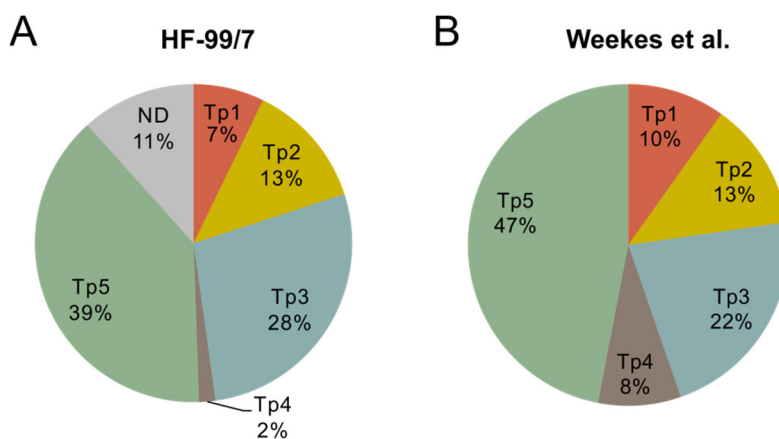 A
HF-99/7
ND
11%
Tp1
7%
Tp2
13%
Tp3
28%
Tp4
2%
Tp5
39%
B
Weekes et al.
Tp1
10%
Tp2
13%
Tp3
22%
Tp4
8%
Tp5
47%